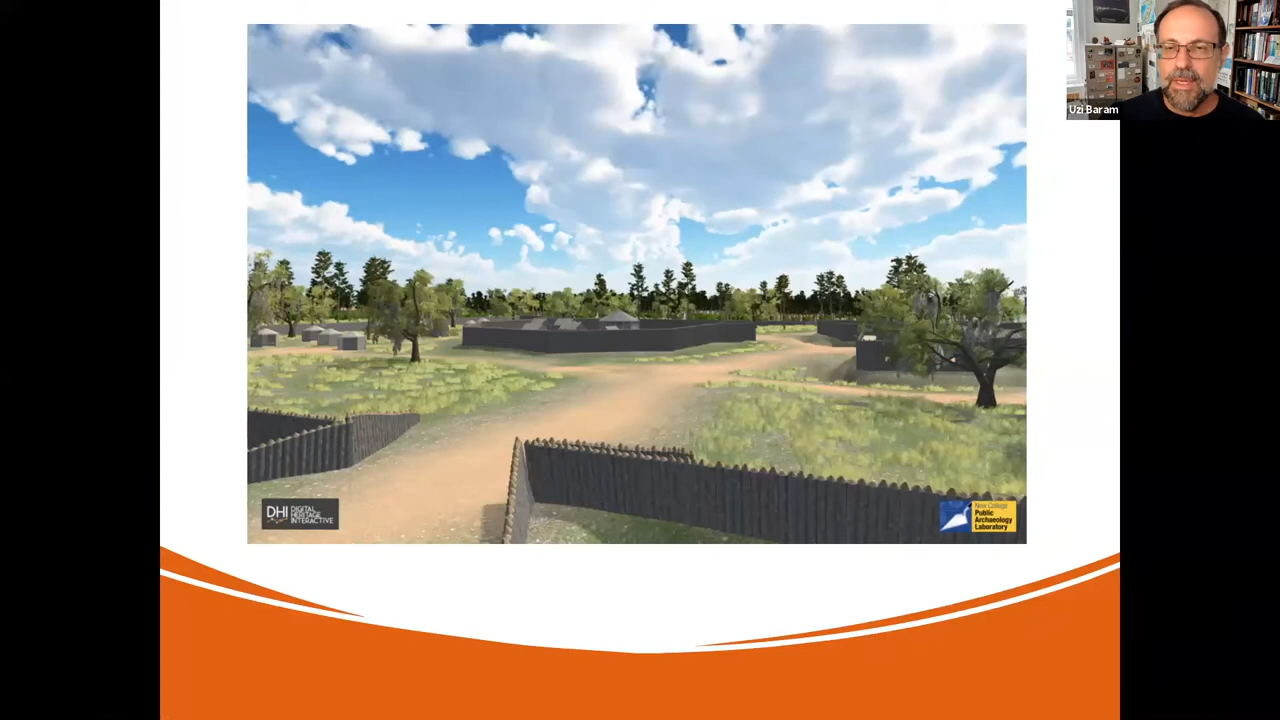 Uzi Baram
DHI DIGITAL
HERITAGE
INTERACTIVE
New College
Public
Archaeology
Laboratory